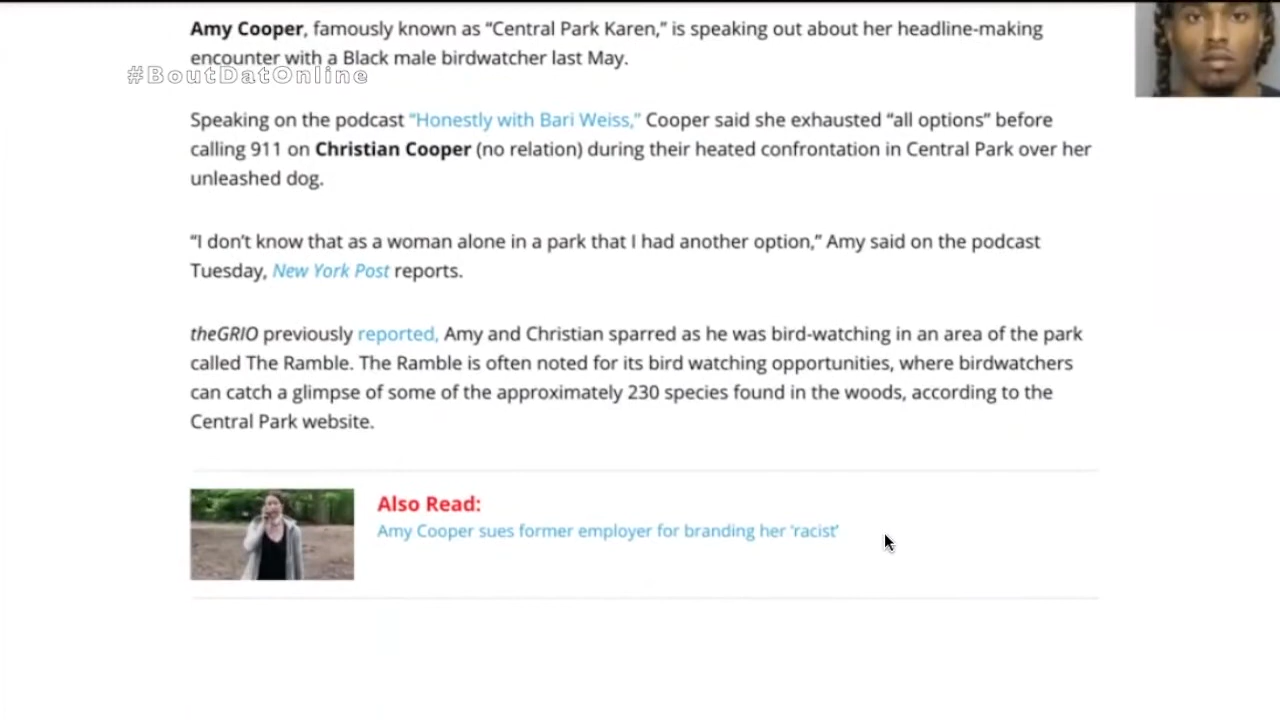 Amy Cooper, famously known as “Central Park Karen,” is speaking out about her headline-making
encounter with a Black male birdwatcher last May.
#BoutDatOnline
Speaking on the podcast “Honestly with Bari Weiss,” Cooper said she exhausted “all options” before
calling 911 on Christian Cooper (no relation) during their heated confrontation in Central Park over her
unleashed dog.
“I don’t know that as a woman alone in a park that I had another option,” Amy said on the podcast
Tuesday, New York Post reports.
theGRIO previously reported, Amy and Christian sparred as he was bird-watching in an area of the park
called The Ramble. The Ramble is often noted for its bird watching opportunities, where birdwatchers
can catch a glimpse of some of the approximately 230 species found in the woods, according to the
Central Park website.
Also Read:
Amy Cooper sues former employer for branding her ‘racist’